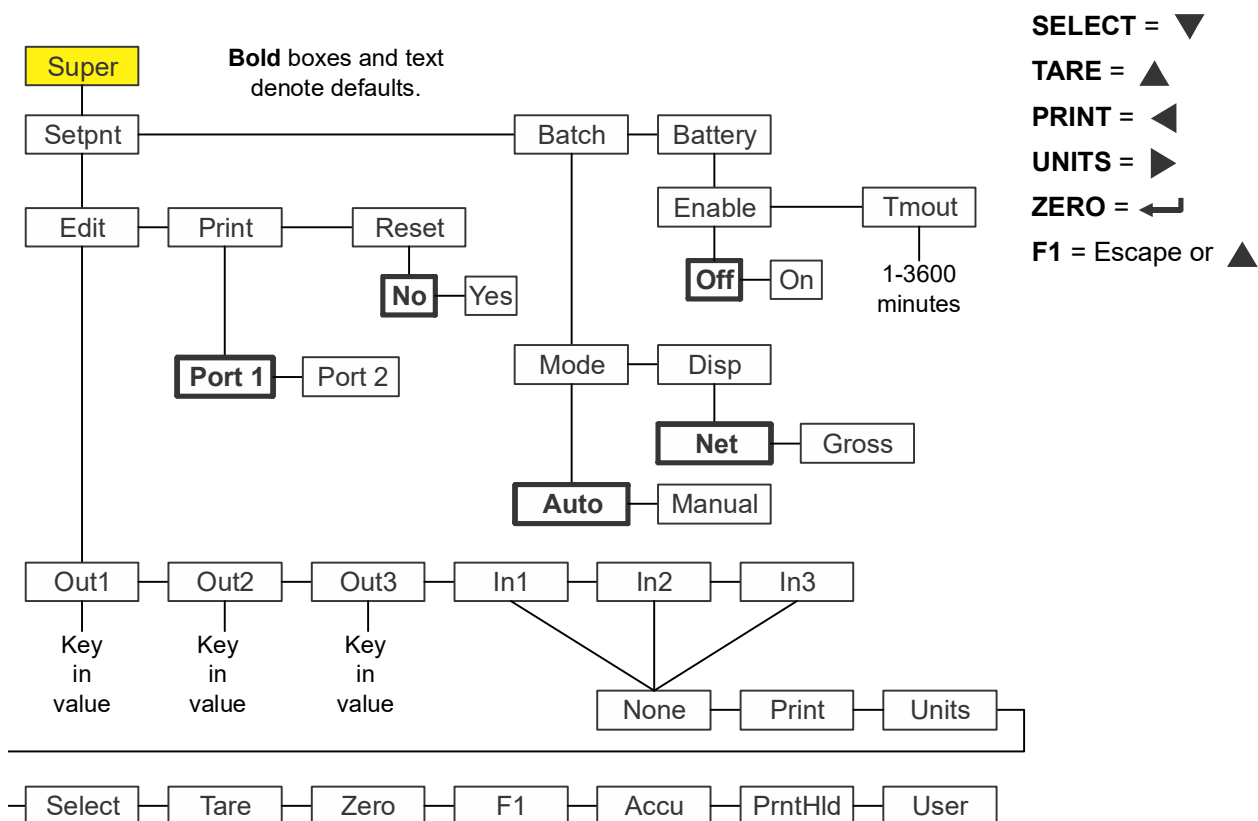 Super
Bold boxes and text
denote defaults.
SELECT = ▼
TARE = ▲
PRINT = ◀
UNITS = ▶
ZERO = ↵
F1 = Escape or ▲
Setpnt
Batch
Battery
Enable
Tmout
Edit
Print
Reset
Off
On
1-3600
minutes
No
Yes
Mode
Disp
Port 1
Port 2
Net
Gross
Auto
Manual
Out1
Out2
Out3
In1
In2
In3
Key
in
value
Key
in
value
Key
in
value
None
Print
Units
Select
Tare
Zero
F1
Accu
PrntHld
User